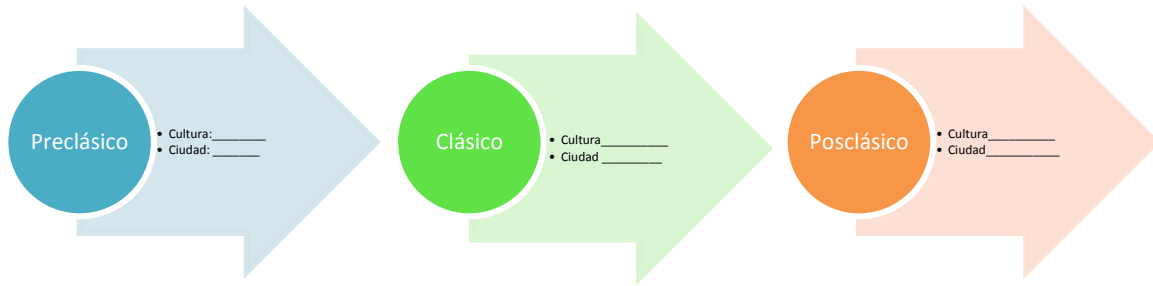 Preclásico
• Cultura:________
• Ciudad: _______
Clásico
• Cultura__________
• Ciudad _________
Posclásico
• Cultura__________
• Ciudad___________